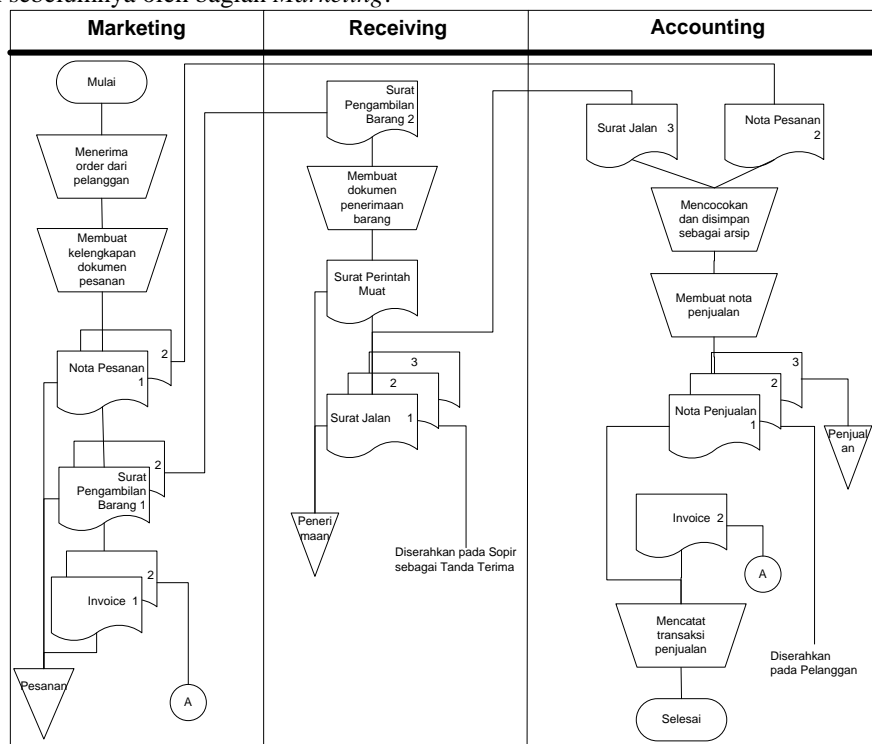 sebelumnya oleh bagian Marketing.
Marketing
Receiving
Accounting
Mulai
Menerima
order dari
pelanggan
Membuat
kelengkapan
dokumen
pesanan
2
Nota Pesanan
1
2
Surat
Pengambilan
Barang 1
2
Invoice 1
Pesanan
A
Surat
Pengambilan
Barang 2
Membuat
dokumen
penerimaan
barang
Surat Perintah
Muat
3
2
Surat Jalan 1
Peneri
maan
Diserahkan pada Sopir
sebagai Tanda Terima
Surat Jalan 3
Nota Pesanan
2
Mencocokan
dan disimpan
sebagai arsip
Membuat nota
penjualan
3
2
Nota Penjualan
1
Penjual
an
Invoice 2
A
Mencatat
transaksi
penjualan
Diserahkan
pada Pelanggan
Selesai